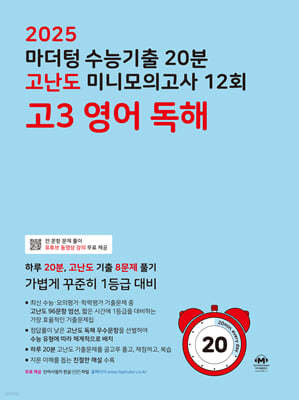 2025
마더텅 수능기출 20분
고난도 미니모의고사 12회
고3 영어 독해
전 문항 문제 풀이
유튜브 동영상 강의 무료 제공
하루 20분, 고난도 기출 8문제 풀기
가볍게 꾸준히 1등급 대비
• 최신 수능·모의평가·학력평가 기출문제 중
고난도 96문항 엄선, 짧은 시간에 1등급을 대비하는
가장 효율적인 기출문제집
• 정답률이 낮은 고난도 독해 우수문항을 선별하여
수능 유형에 따라 체계적으로 배치
• 하루 20분 고난도 기출문제를 골고루 풀고, 채점하고, 복습
• 지문 이해를 돕는 친절한 해설 수록
20minutes every day
20